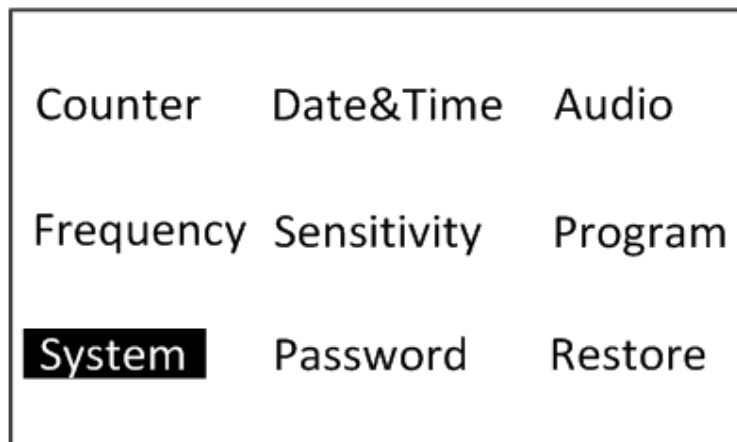 Counter Date&Time Audio
Frequency Sensitivity Program
System Password Restore